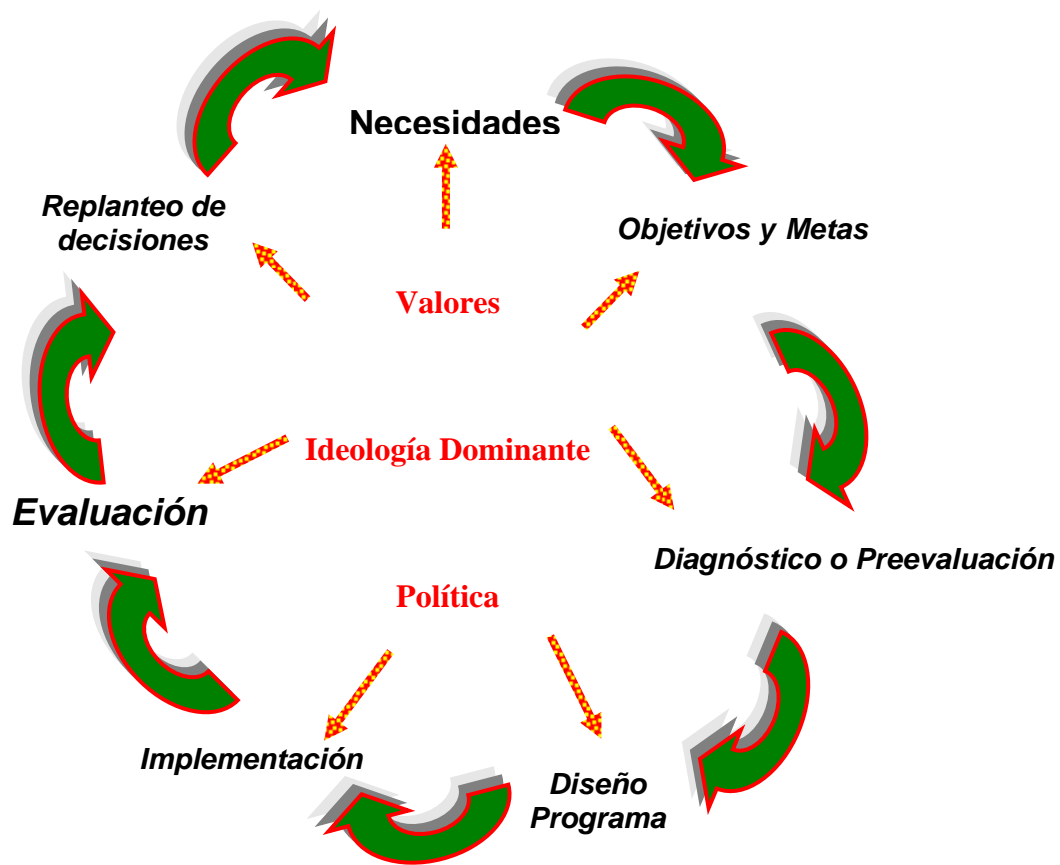 Necesidades
Replanteo de
decisiones
Objetivos y Metas
Valores
Ideología Dominante
Evaluación
Diagnóstico o Preevaluación
Política
Implementación
Diseño
Programa